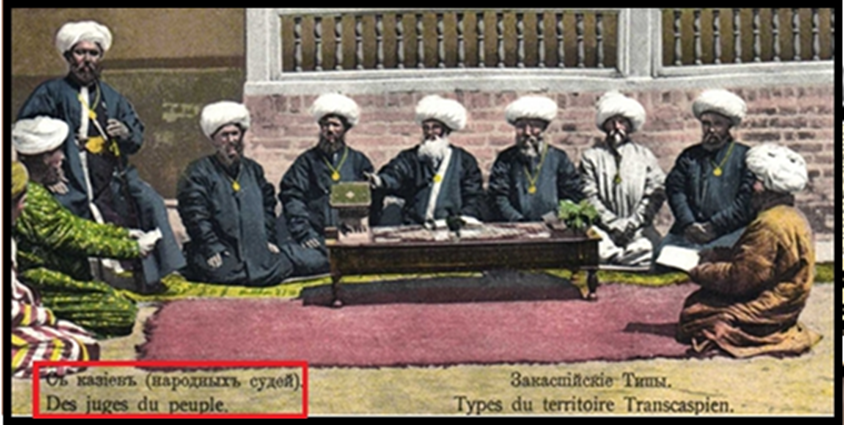 Съ казіевъ (народныхъ судей).
Des juges du peuple.
Закаспійскіе Типы.
Types du territoire Transcaspien.